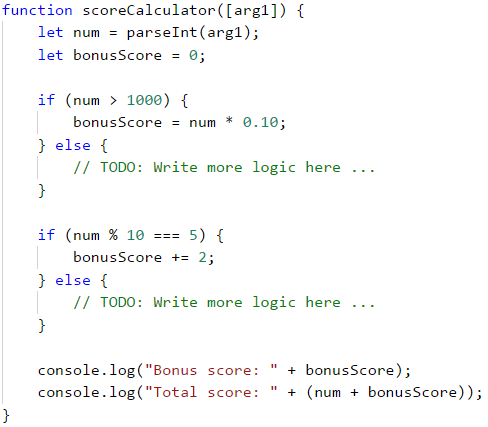 function scoreCalculator([arg1]) {
    let num = parseInt(arg1);
    let bonusScore = 0;

    if (num > 1000) {
        bonusScore = num * 0.10;
    } else {
        // TODO: Write more logic here ...
    }

    if (num % 10 === 5) {
        bonusScore += 2;
    } else {
        // TODO: Write more logic here ...
    }

    console.log("Bonus score: " + bonusScore);
    console.log("Total score: " + (num + bonusScore));
}